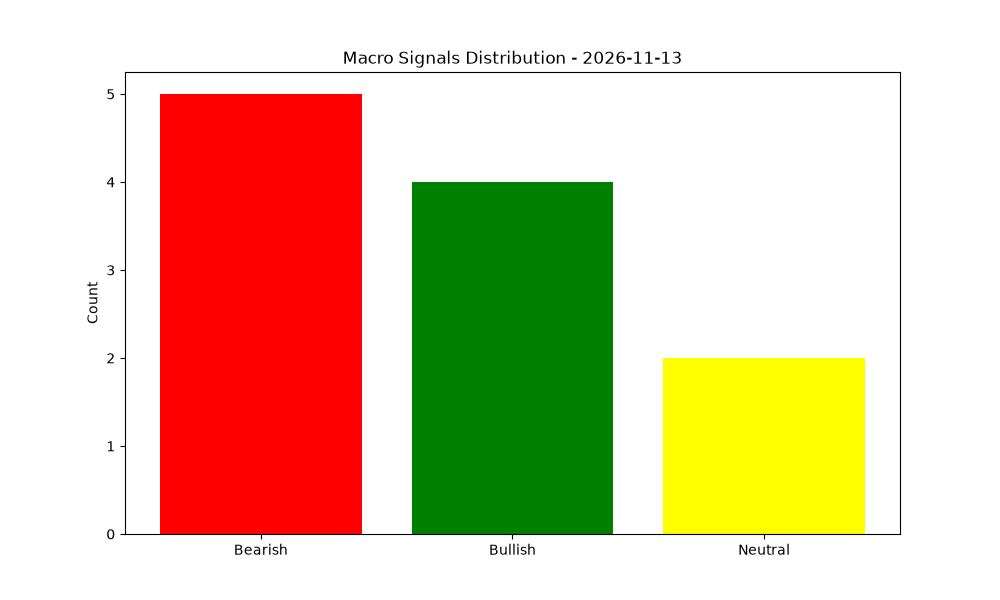 Macro Signals Distribution - 2026-11-13
Count
5
4
3
2
1
0
Bearish
Bullish
Neutral